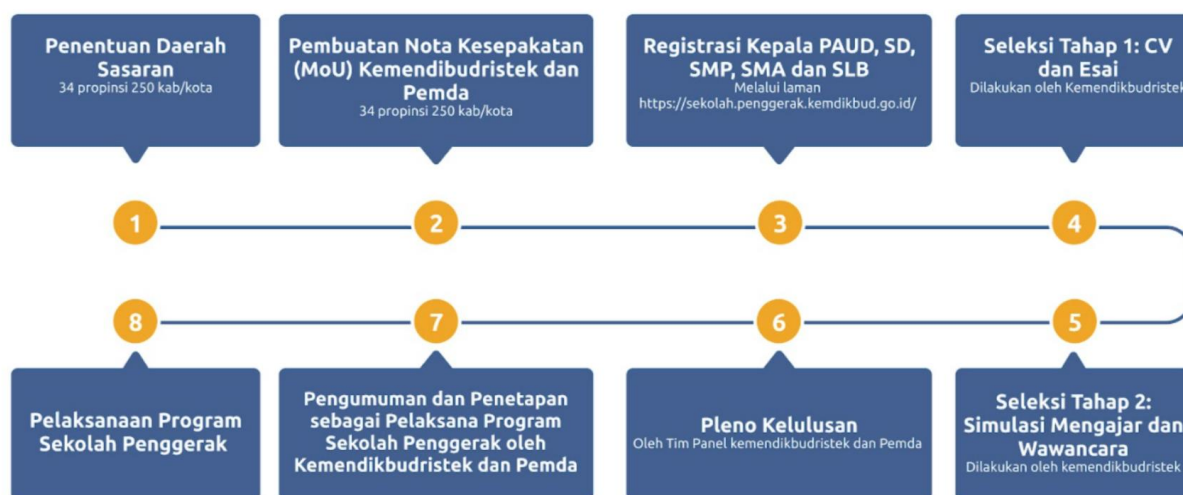 Penentuan Daerah
Sasaran
34 propinsi 250 kab/kota
Pembuatan Nota Kesepakatan
(MoU) Kemendibudristek dan
Pemda
34 propinsi 250 kab/kota
Registrasi Kepala PAUD, SD,
SMP, SMA dan SLB
Melalui laman
https://sekolah.penggerak.kemdikbud.go.id/
Seleksi Tahap 1: CV
dan Esai
Dilakukan oleh Kemendikbudristek
1
2
3
4
5
Seleksi Tahap 2:
Simulasi Mengajar dan
Wawancara
Dilakukan oleh kemendikbudristek
6
Pleno Kelulusan
Oleh Tim Panel kemendikbudristek dan Pemda
7
Pengumuman dan Penetapan
sebagai Pelaksana Program
Sekolah Penggerak oleh
Kemendikbudristek dan Pemda
8
Pelaksanaan Program
Sekolah Penggerak